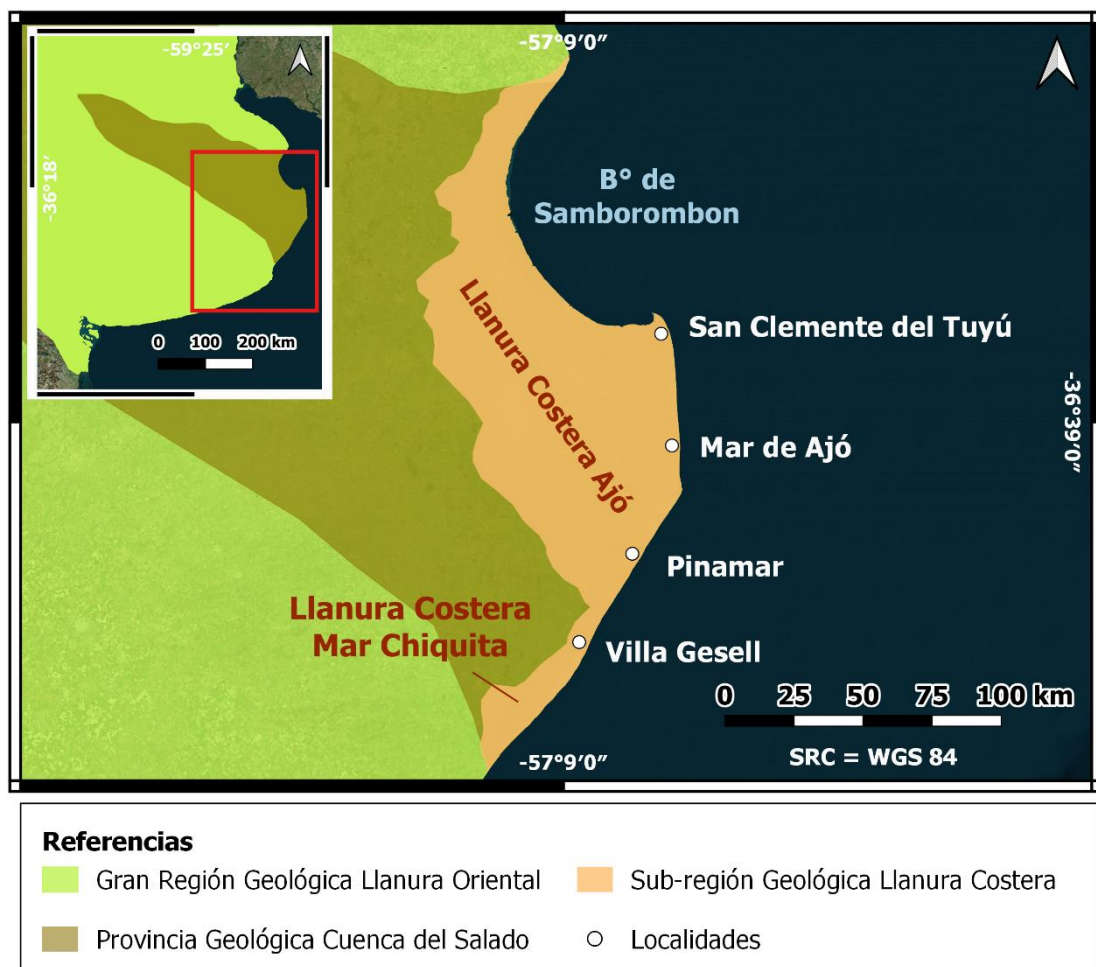 -59°25′
-36°18′
0 100 200 km
-57°9′0″
B° de
Samborombon
San Clemente del Tuyú
Llanura Costera Ajó
Mar de Ajó
-36°39′0″
Pinamar
Llanura Costera
Mar Chiquita
Villa Gesell
0 25 50 75 100 km
SRC = WGS 84
-57°9′0″
Referencias
Gran Región Geológica Llanura Oriental
Sub-región Geológica Llanura Costera
Provincia Geológica Cuenca del Salado
Localidades